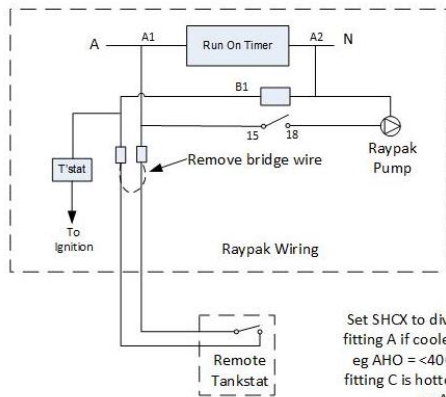 A A1 Run On Timer A2 N
B1
15 18
T'stat
Remove bridge wire
Raypak
Pump
To
Ignition
Raypak Wiring
Remote
Tankstat
Set SHCX to
fitting A if
eg AHO = <40
fitting C is